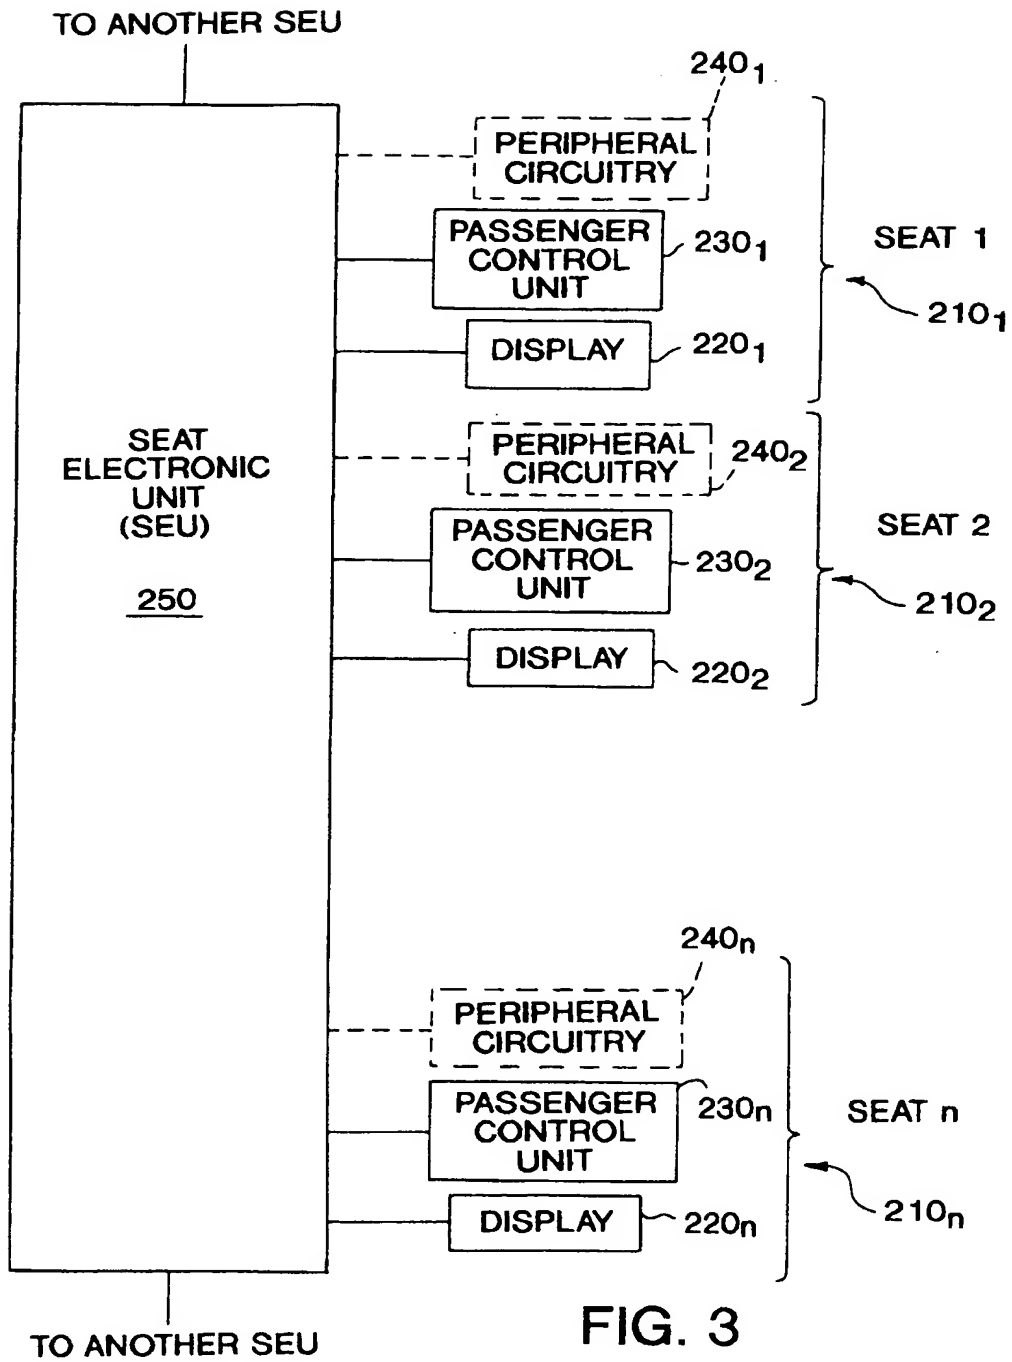 TO ANOTHER SEU
240₁
PERIPHERAL
CIRCUITRY
PASSENGER
CONTROL
UNIT
230₁
SEAT 1
210₁
DISPLAY
220₁
SEAT
ELECTRONIC
UNIT
(SEU)
250
PERIPHERAL
CIRCUITRY
240₂
PASSENGER
CONTROL
UNIT
230₂
SEAT 2
210₂
DISPLAY
220₂
240ₙ
PERIPHERAL
CIRCUITRY
PASSENGER
CONTROL
UNIT
230ₙ
SEAT n
210ₙ
DISPLAY
220ₙ
TO ANOTHER SEU
FIG. 3